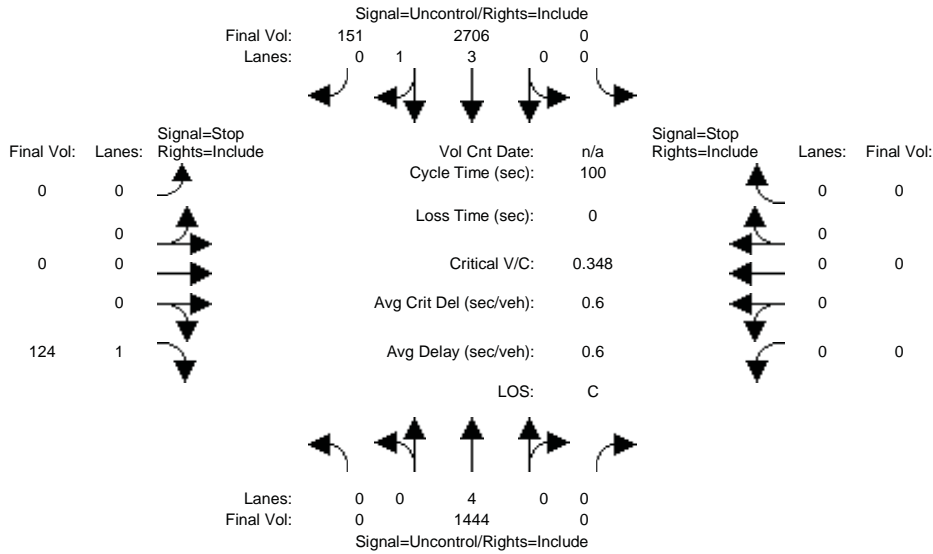 Signal=Uncontrol/Rights=Include
Final Vol: 151 2706 0
Lanes: 0 1 3 0 0
Signal=Stop Signal=Stop
Final Vol: Lanes: Rights=Include Vol Cnt Date: n/a Rights=Include Lanes: Final Vol:
Cycle Time (sec): 100
0 0 0 0
Loss Time (sec): 0
0 0
0 0 Critical V/C: 0.348 0 0
0 Avg Crit Del (sec/veh): 0.6 0
124 1 Avg Delay (sec/veh): 0.6 0 0
LOS: C
Lanes: 0 0 4 0 0
Final Vol: 0 1444 0
Signal=Uncontrol/Rights=Include